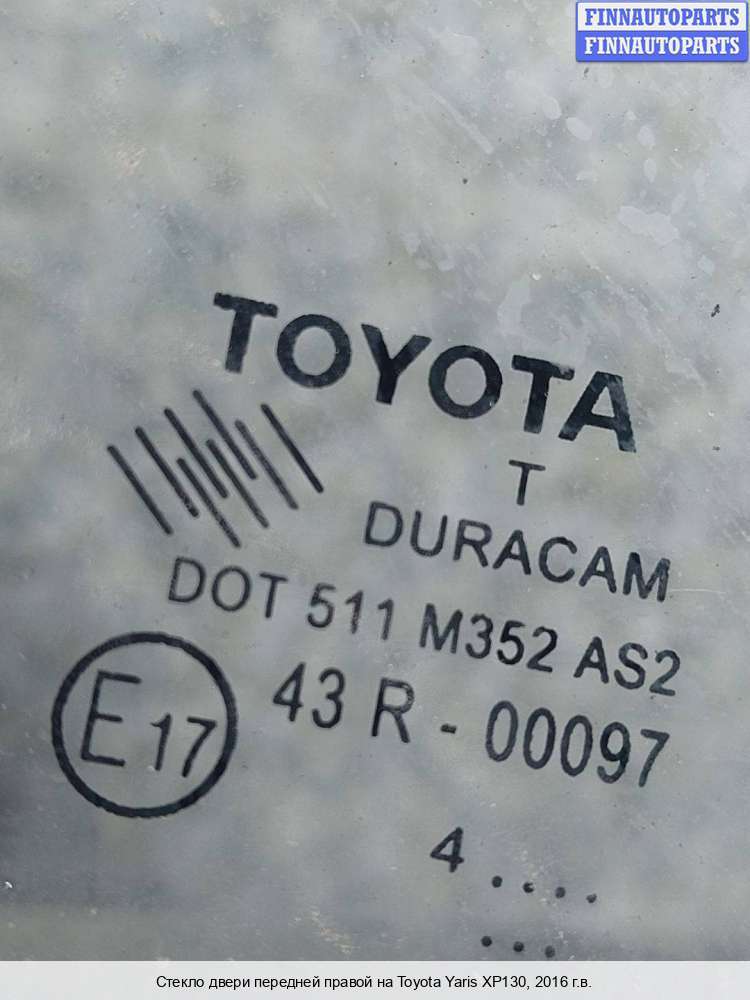 FINNAUTOPARTS
FINNAUTOPARTS
TOYOTA
T
DURACAM
DOT 511 M352 AS2
E17 43 R - 00097
4 ....
...
Стекло двери передней правой на Toyota Yaris XP130, 2016 г.в.